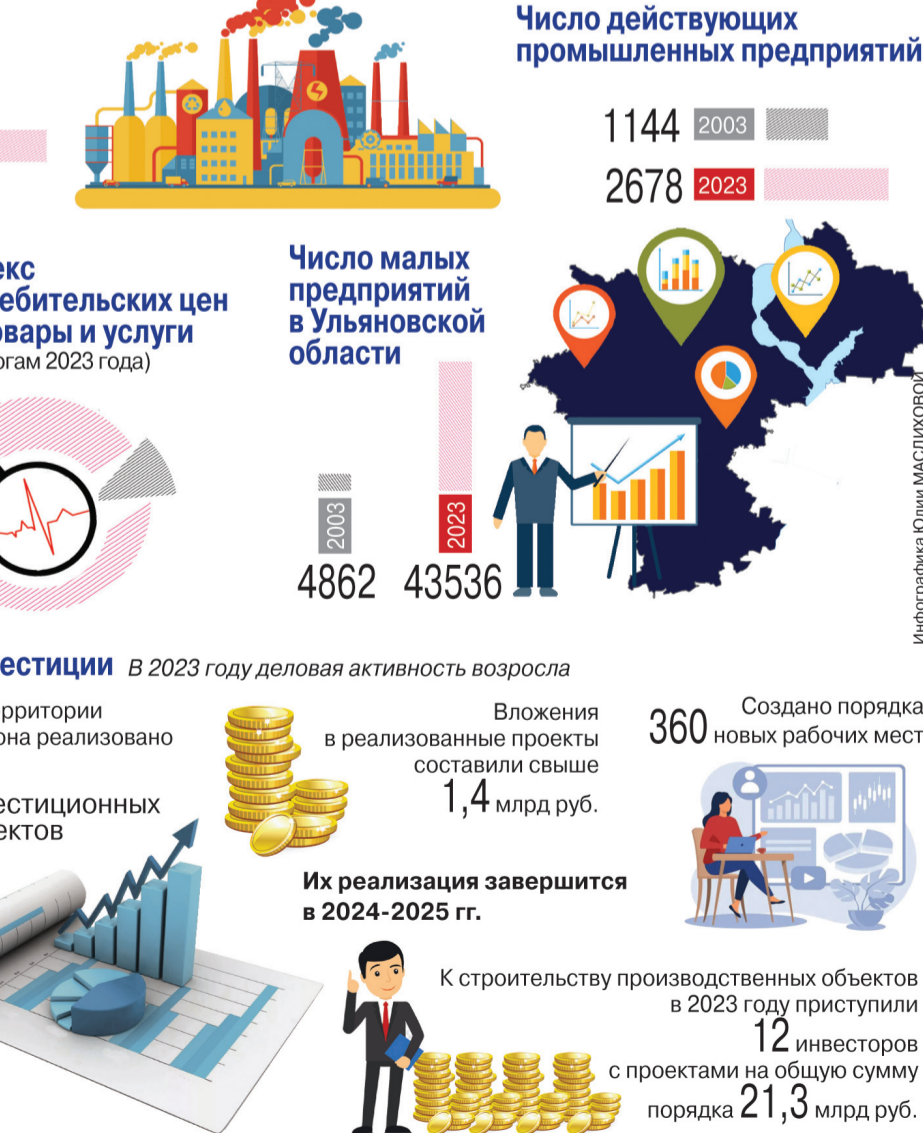 Число действующих
промышленных предприятий
1144 2003
2678 2023
екс
ебительских цен
овары и услуги
огам 2023 года)
Число малых
предприятий
в Ульяновской
области
2003
2023
4862 43536
Инфографика Юлии МАСЛИХОВОЙ
естиции В 2023 году деловая активность возросла
ерритории
она реализовано
естиционных
ектов
Вложения
в реализованные проекты
составили свыше
1,4 млрд руб.
Создано порядка
360 новых рабочих мест
Их реализация завершится
в 2024-2025 гг.
К строительству производственных объектов
в 2023 году приступили
12 инвесторов
с проектами на общую сумму
порядка 21,3 млрд руб.